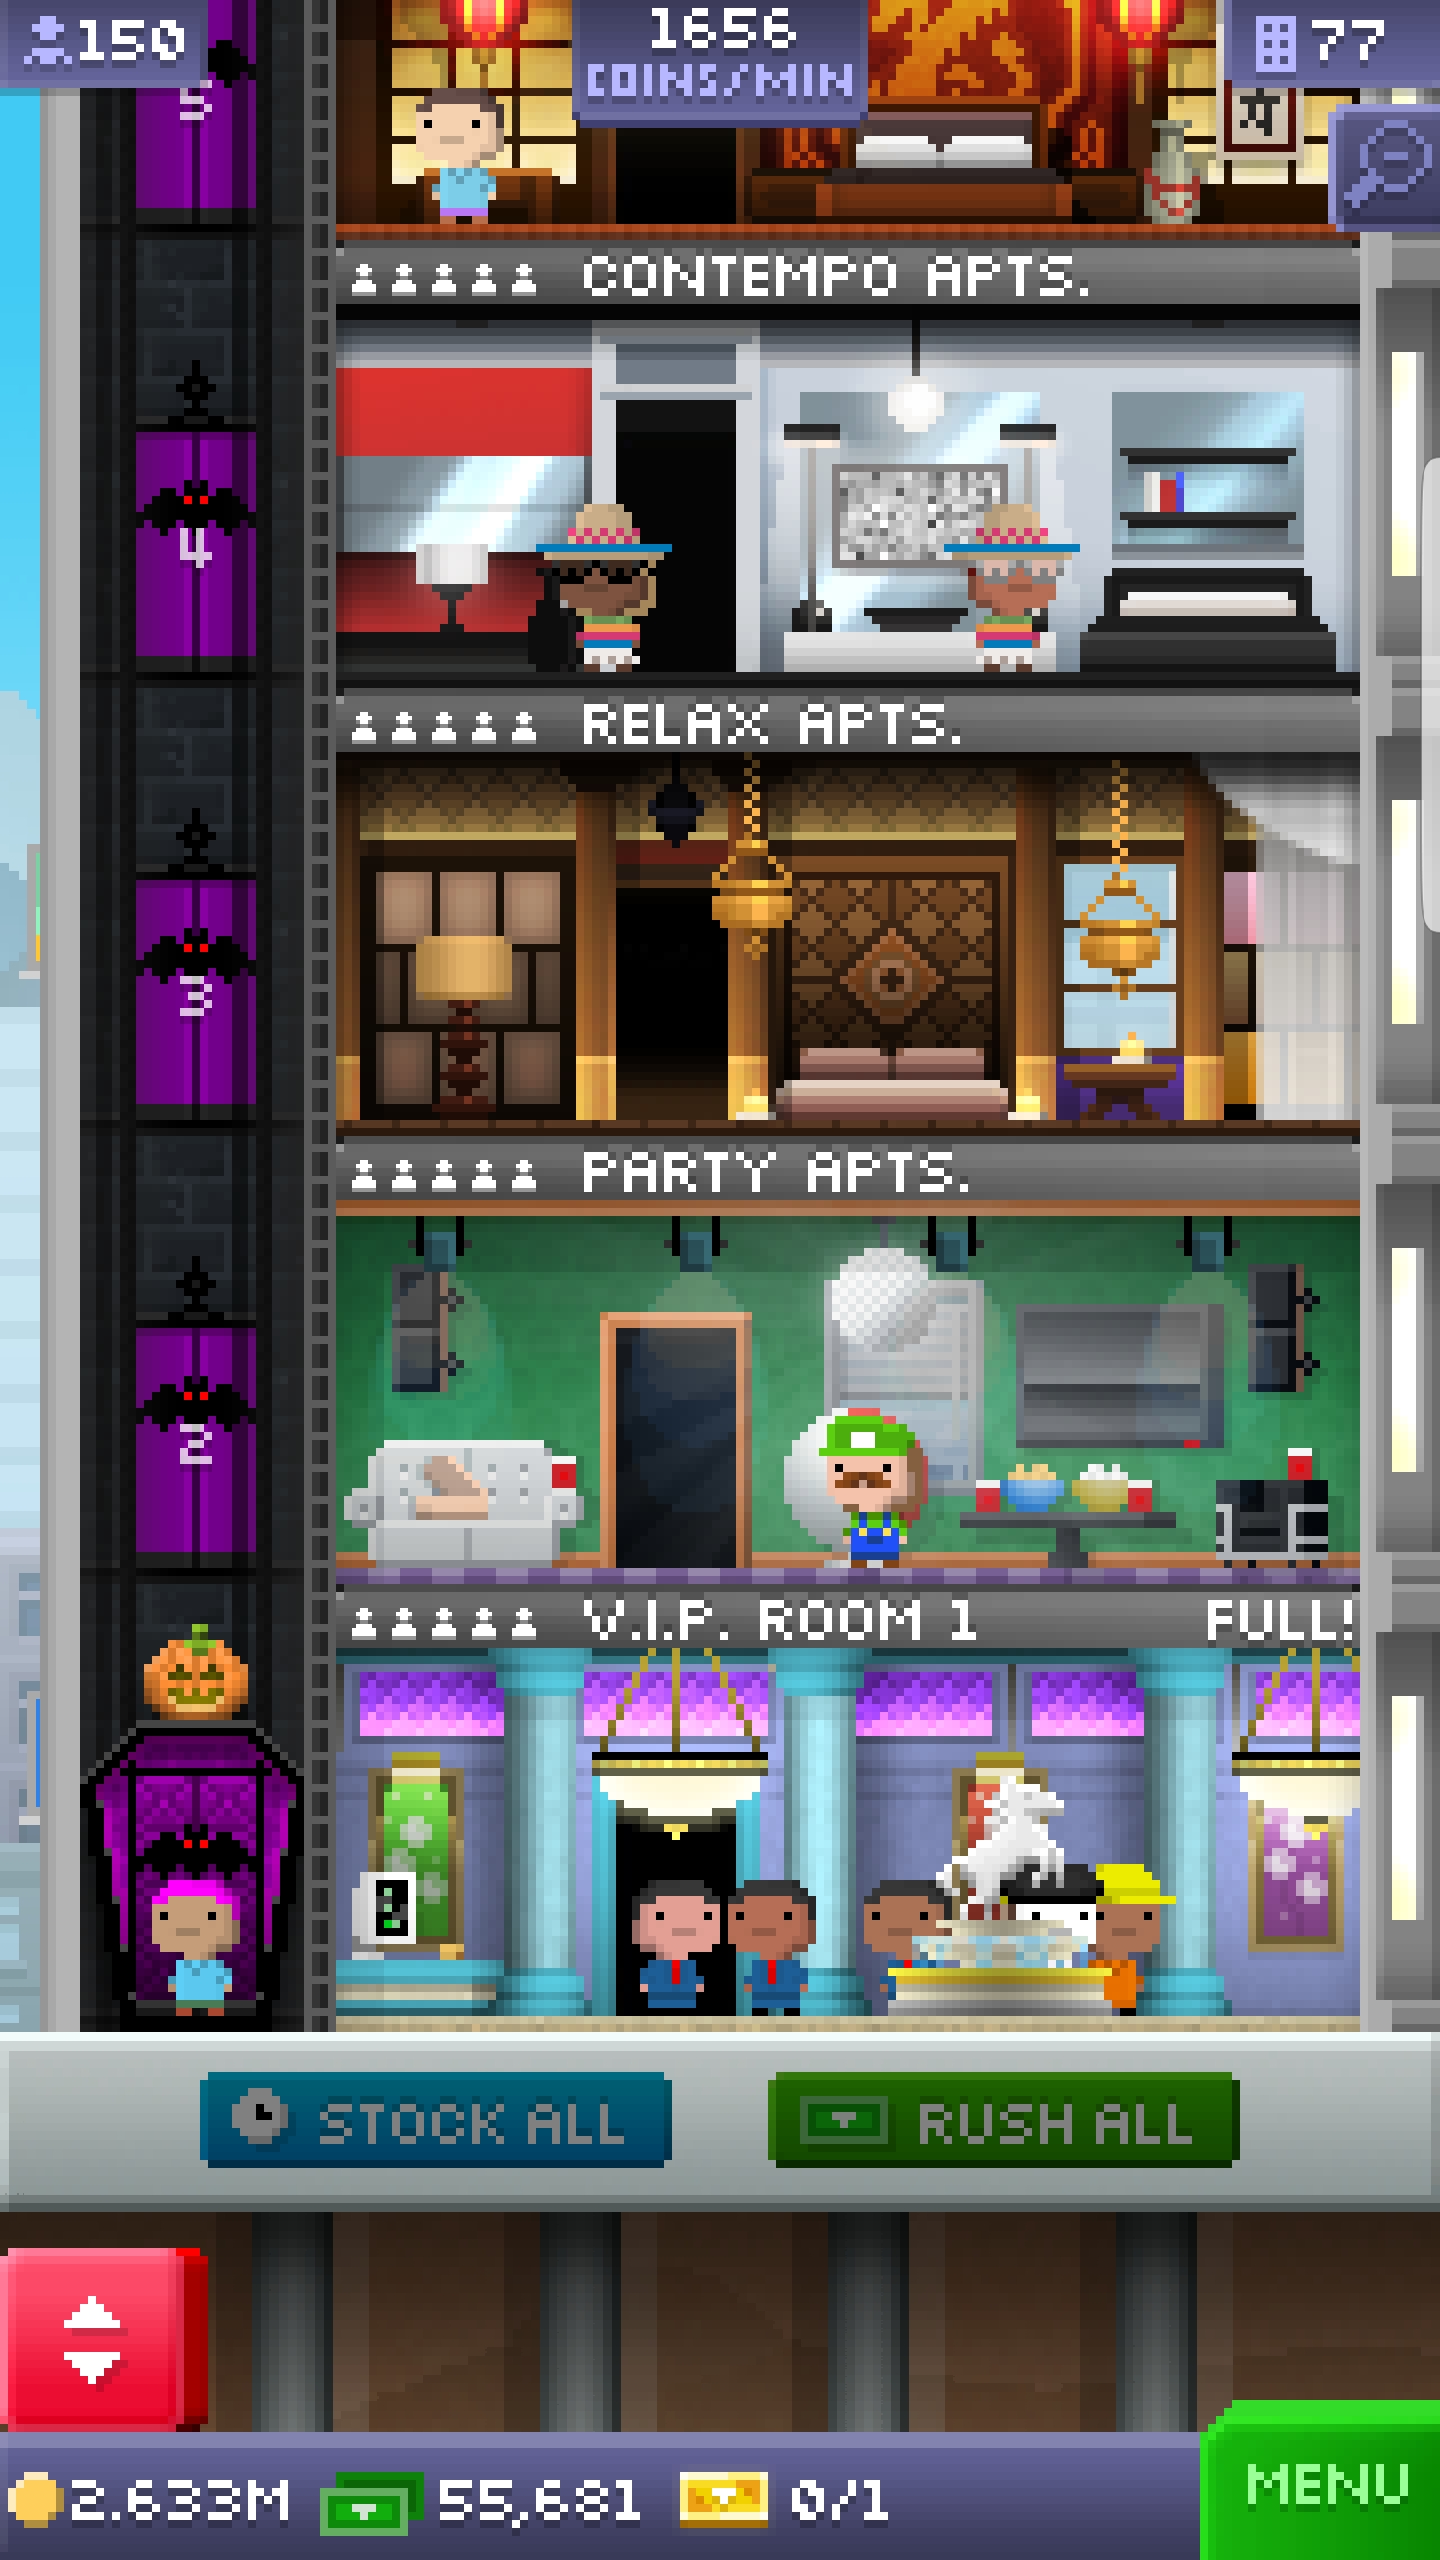 150
1656
COINS/MIN
77
5
CONTEMPO APTS.
4
RELAX APTS.
3
PARTY APTS.
2
V.I.P. ROOM 1 FULL!
STOCK ALL
RUSH ALL
2.633M 55,681 0/1
MENU